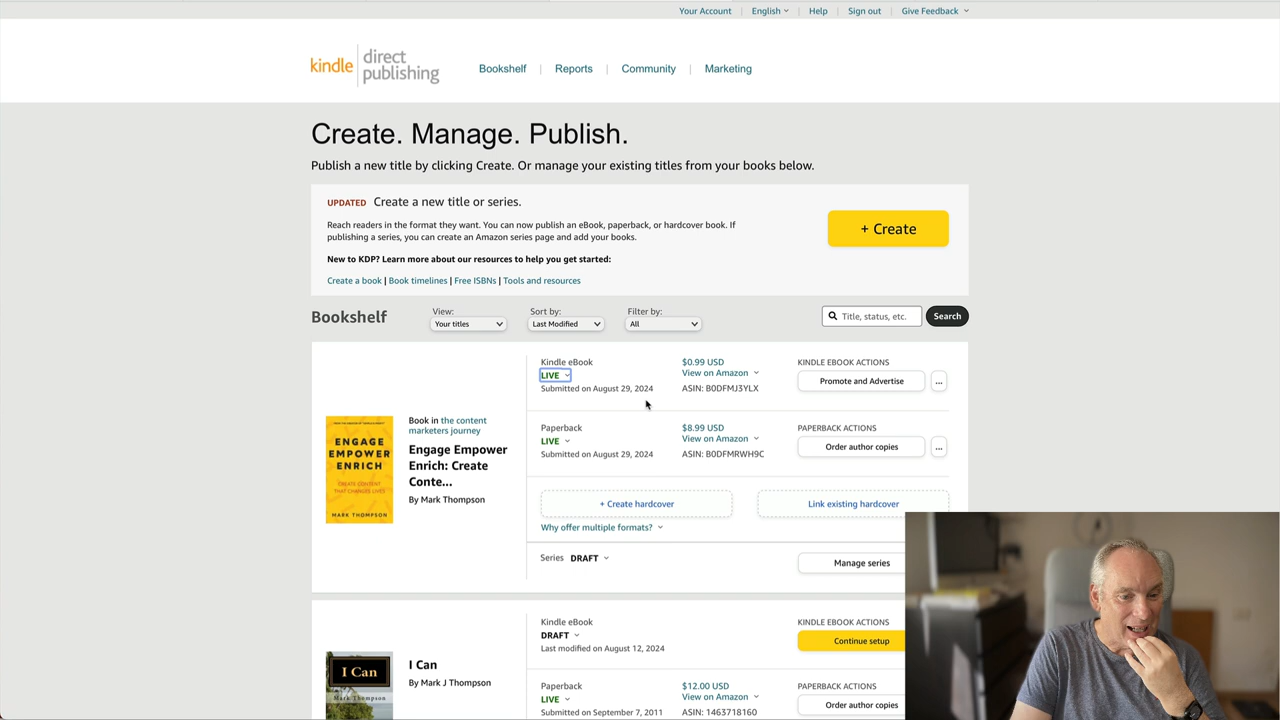 Your Account | English | Help | Sign out | Give Feedback
kindle direct publishing
Bookshelf | Reports | Community | Marketing
Create. Manage. Publish.
Publish a new title by clicking Create. Or manage your existing titles from your books below.
UPDATED Create a new title or series.
Reach readers in the format they want. You can now publish an eBook, paperback, or hardcover book. If
publishing a series, you can create an Amazon series page and add your books.
+ Create
New to KDP? Learn more about our resources to help you get started:
Create a book | Book timelines | Free ISBNs | Tools and resources
Bookshelf
View:
Your titles
Sort by:
Last Modified
Filter by:
All
Title, status, etc.
Search
ENGAGE
EMPOWER
ENRICH
CREATE CONTENT
THAT CHANGES LIVES
MARK THOMPSON
Book in the content
marketers journey
Engage Empower
Enrich: Create
Conte...
By Mark Thompson
Kindle eBook
LIVE
Submitted on August 29, 2024
$0.99 USD
View on Amazon
ASIN: B0DFMJ3YLX
KINDLE EBOOK ACTIONS
Promote and Advertise
...
Paperback
LIVE
Submitted on August 29, 2024
$8.99 USD
View on Amazon
ASIN: B0DFMRWH9C
PAPERBACK ACTIONS
Order author copies
...
+ Create hardcover
Link existing hardcover
Why offer multiple formats?
Series DRAFT
Manage series
I Can
Mark Thompson
I Can
By Mark J Thompson
Kindle eBook
DRAFT
Last modified on August 12, 2024
KINDLE EBOOK ACTIONS
Continue setup
Paperback
LIVE
Submitted on September 7, 2011
$12.00 USD
View on Amazon
ASIN: 1463718160
PAPERBACK ACTIONS
Order author copies